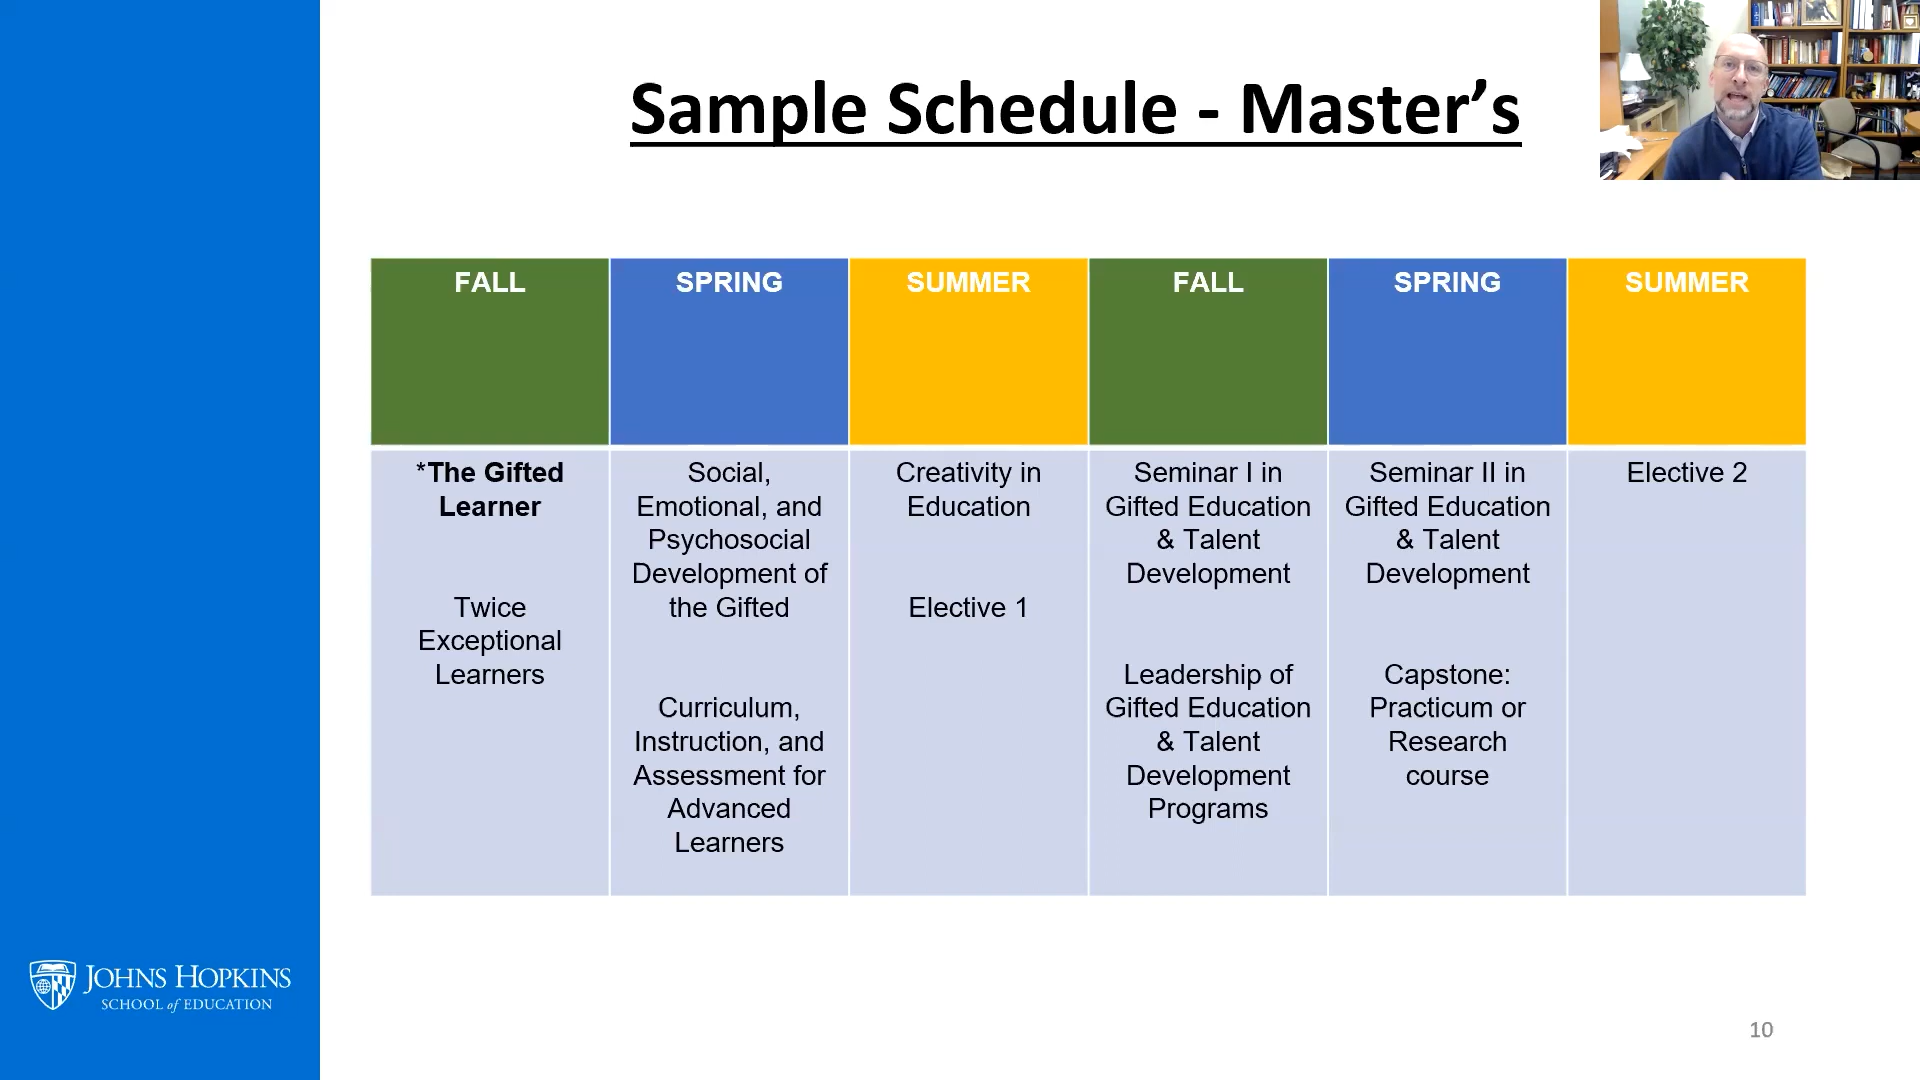 Sample Schedule - Master’s
FALL
SPRING
SUMMER
FALL
SPRING
SUMMER
*The Gifted
Learner
Twice
Exceptional
Learners
Social,
Emotional, and
Psychosocial
Development of
the Gifted
Curriculum,
Instruction, and
Assessment for
Advanced
Learners
Creativity in
Education
Elective 1
Seminar I in
Gifted Education
& Talent
Development
Leadership of
Gifted Education
& Talent
Development
Programs
Seminar II in
Gifted Education
& Talent
Development
Capstone:
Practicum or
Research
course
Elective 2
JOHNS HOPKINS
SCHOOL of EDUCATION
10